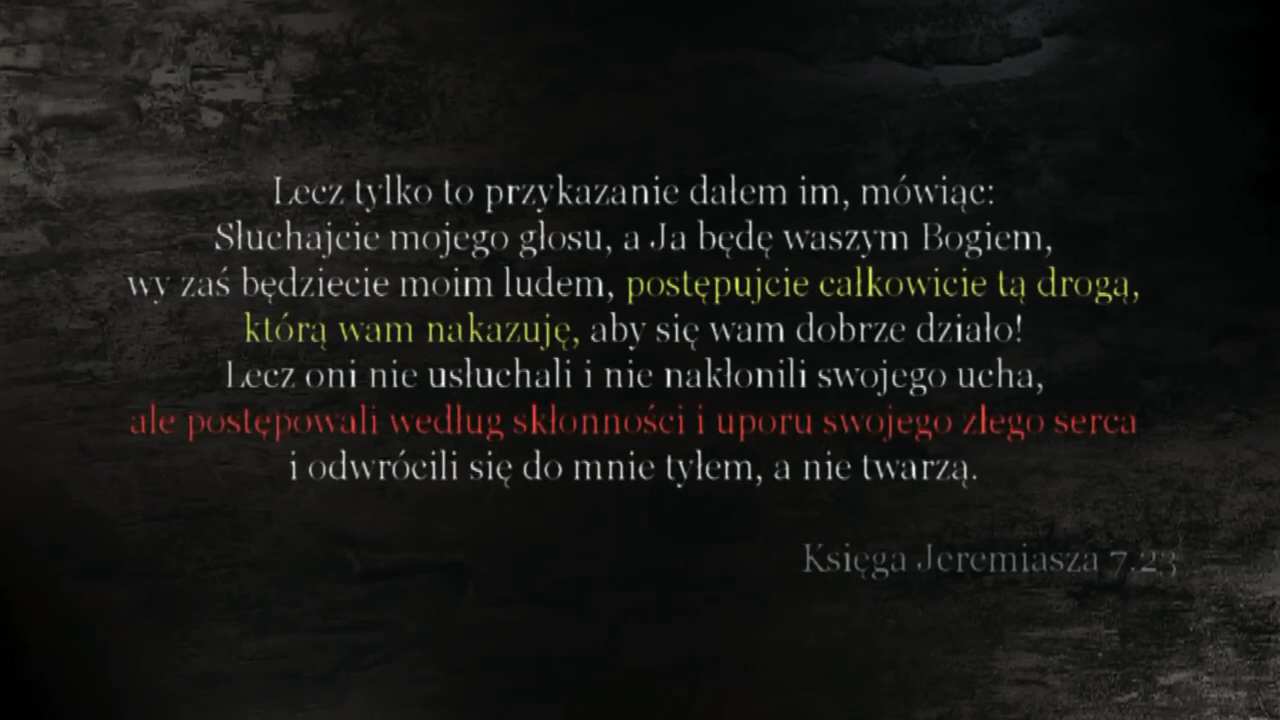 Lecz tylko to przykazanie dałem im, mówiąc:
Słuchajcie mojego głosu, a Ja będę waszym Bogiem,
wy zaś będziecie moim ludem, postępujcie całkowicie tą drogą,
którą wam nakazuję, aby się wam dobrze działo!
Lecz oni nie usłuchali i nie nakłonili swojego ucha,
ale postępowali według skłonności i uporu swojego złego serca
i odwrócili się do mnie tyłem, a nie twarzą.
Księga Jeremiasza 7.23